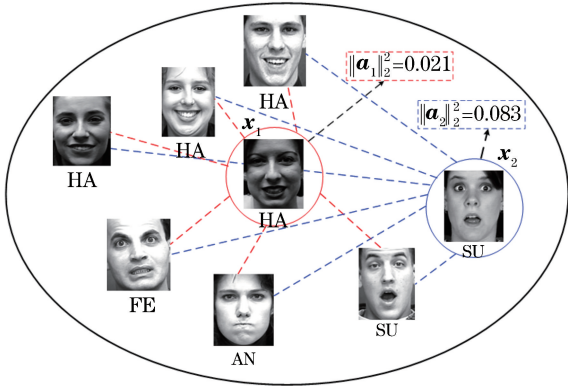 ‖a₁‖₂²=0.021
HA
‖a₂‖₂²=0.083
x₁
HA
x₂
HA
HA
SU
FE
SU
AN